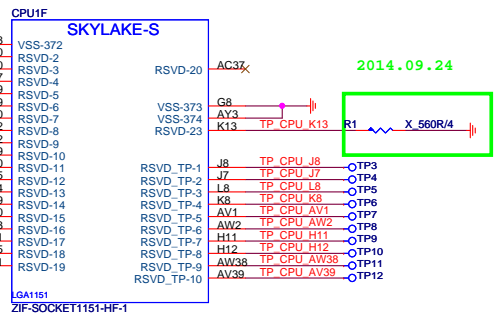 CPU1F
SKYLAKE-S
VSS-372
RSVD-2
RSVD-3
RSVD-4
RSVD-5
RSVD-6
RSVD-7
RSVD-8
RSVD-9
RSVD-10
RSVD-11
RSVD-12
RSVD-13
RSVD-14
RSVD-15
RSVD-16
RSVD-17
RSVD-18
RSVD-19
RSVD-20 AC37
VSS-373 G8
VSS-374 AY3
RSVD-23 K13 TP_CPU_K13 R1 X_560R/4
2014.09.24
RSVD_TP-1 J8 TP_CPU_J8 TP3
RSVD_TP-2 J7 TP_CPU_J7 TP4
RSVD_TP-3 L8 TP_CPU_L8 TP5
RSVD_TP-4 K8 TP_CPU_K8 TP6
RSVD_TP-5 AV1 TP_CPU_AV1 TP7
RSVD_TP-6 AW2 TP_CPU_AW2 TP8
RSVD_TP-7 H11 TP_CPU_H11 TP9
RSVD_TP-8 H12 TP_CPU_H12 TP10
RSVD_TP-9 AW38 TP_CPU_AW38 TP11
RSVD_TP-10 AV39 TP_CPU_AV39 TP12
LGA1151
ZIF-SOCKET1151-HF-1